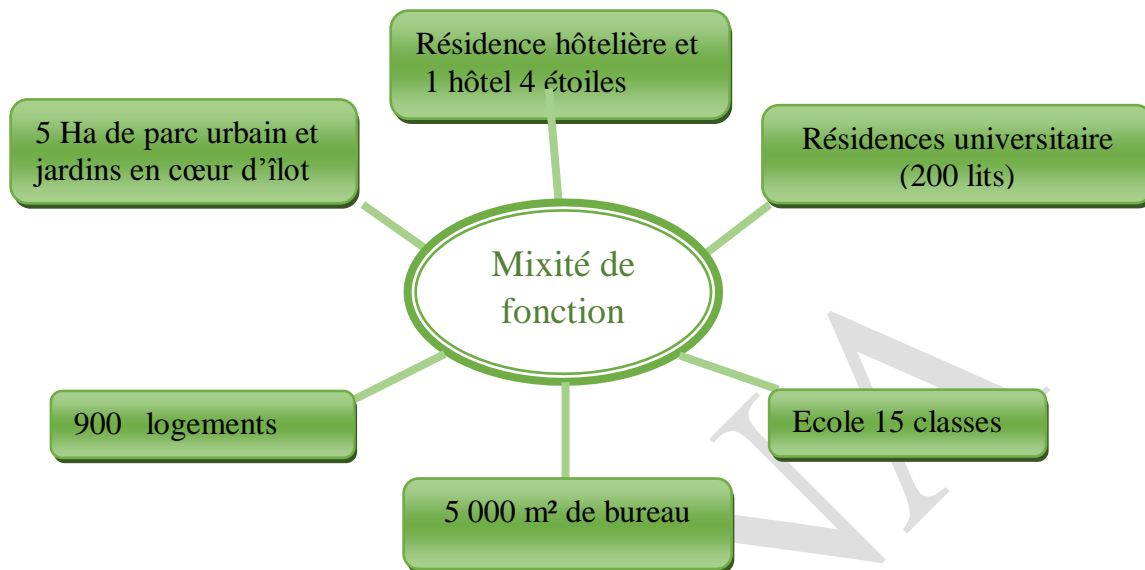 Résidence hôtelière et
1 hôtel 4 étoiles
5 Ha de parc urbain et
jardins en cœur d’îlot
Résidences universitaire
(200 lits)
Mixité de
fonction
900 logements
Ecole 15 classes
5 000 m² de bureau